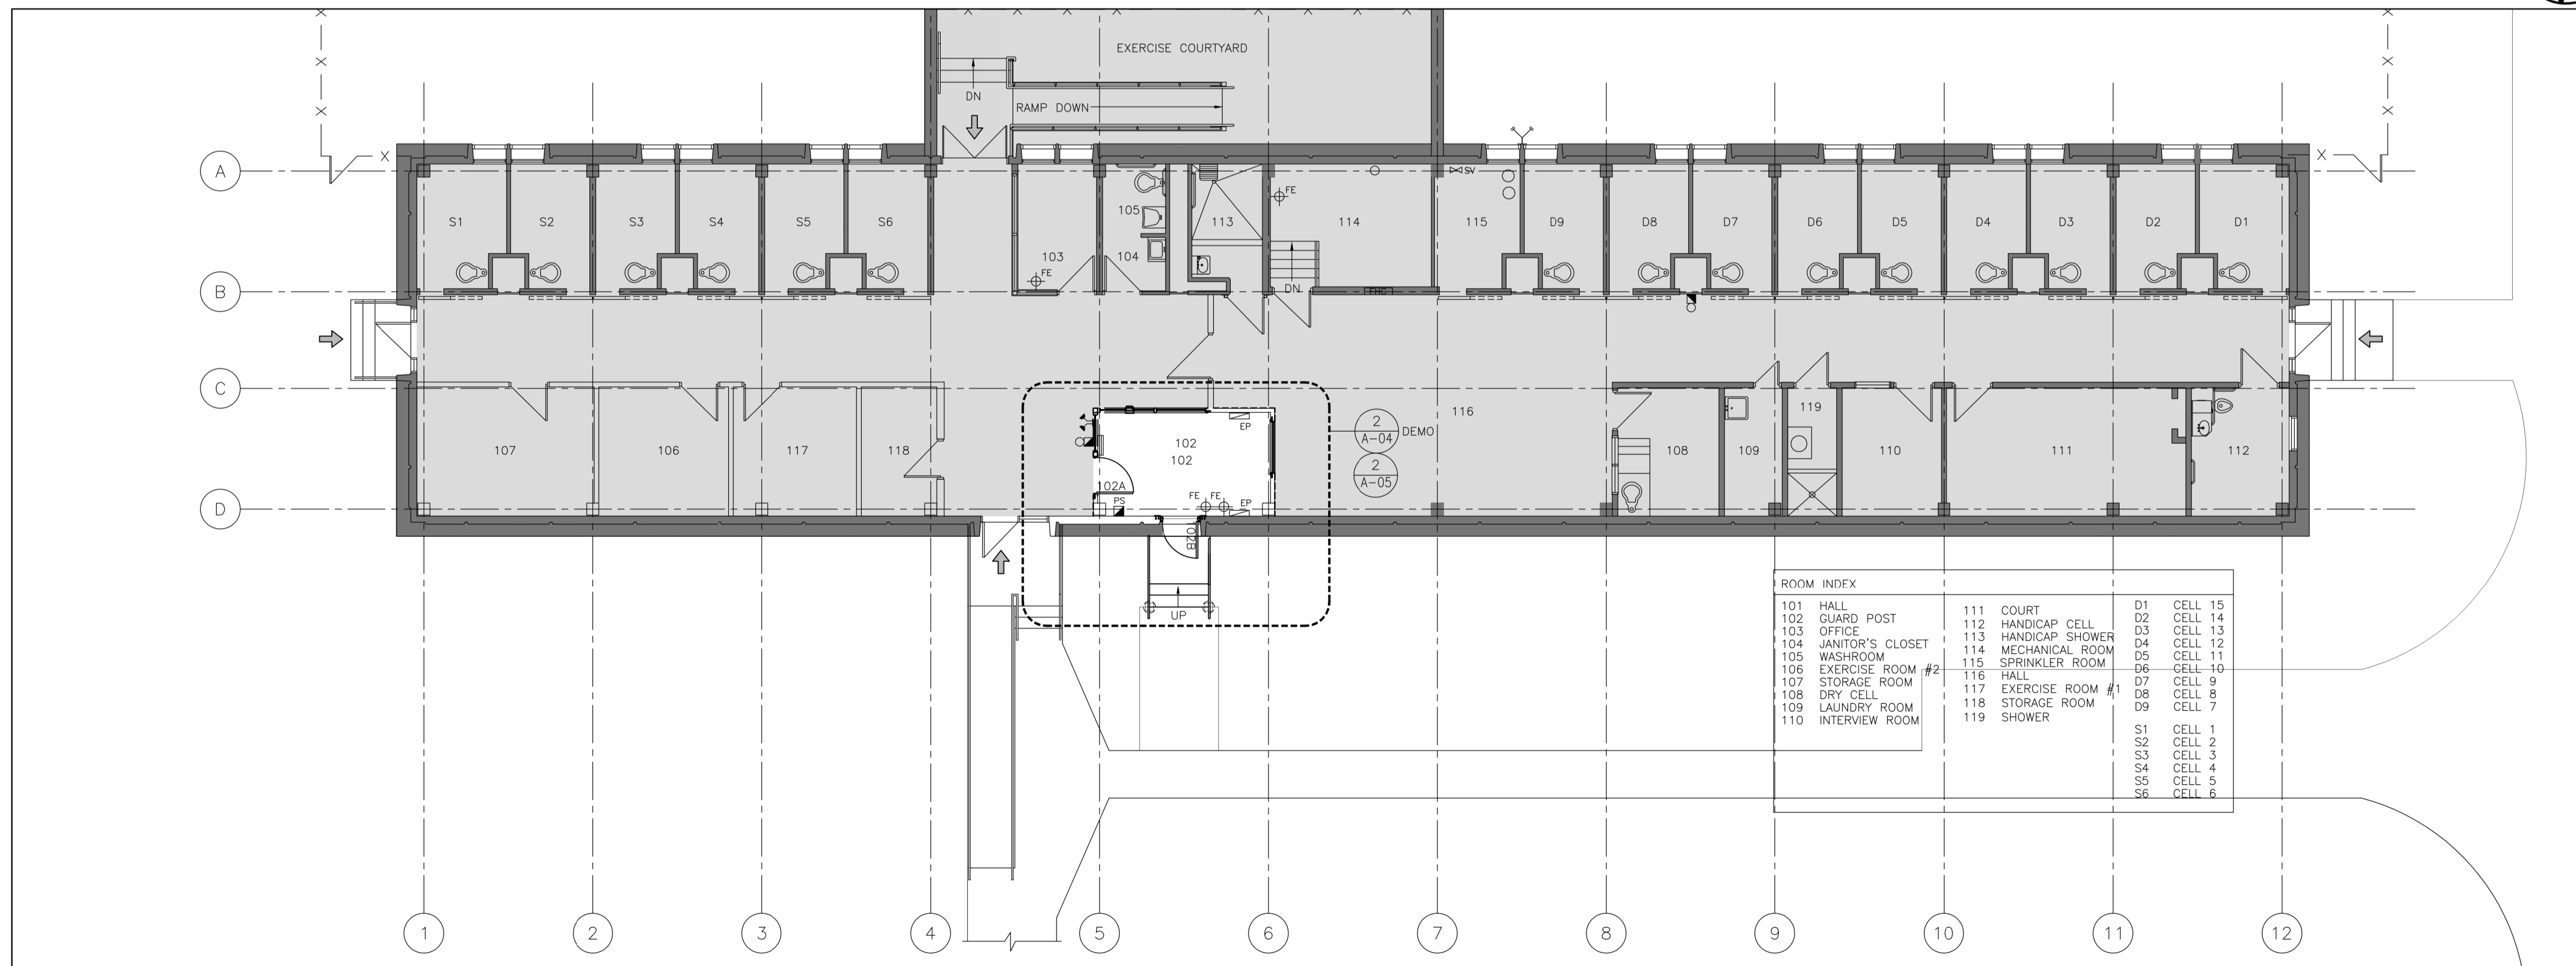 EXERCISE COURTYARD
DN
RAMP DOWN
X X
A
S1 S2 S3 S4 S5 S6 105 113 FE 114 SV 115 D9 D8 D7 D6 D5 D4 D3 D2 D1
103 104
FE
B
DN FHC
C
107 106 117 118 102 EP 116 108 109 119 110 111 112
102
2
A-04
DEMO
2
A-05
102A
PS FE FE EP
D
102B
UP
ROOM INDEX
101 HALL
102 GUARD POST
103 OFFICE
104 JANITOR'S CLOSET
105 WASHROOM
106 EXERCISE ROOM #2
107 STORAGE ROOM
108 DRY CELL
109 LAUNDRY ROOM
110 INTERVIEW ROOM
111 COURT
112 HANDICAP CELL
113 HANDICAP SHOWER
114 MECHANICAL ROOM
115 SPRINKLER ROOM
116 HALL
117 EXERCISE ROOM #1
118 STORAGE ROOM
119 SHOWER
D1 CELL 15
D2 CELL 14
D3 CELL 13
D4 CELL 12
D5 CELL 11
D6 CELL 10
D7 CELL 9
D8 CELL 8
D9 CELL 7
S1 CELL 1
S2 CELL 2
S3 CELL 3
S4 CELL 4
S5 CELL 5
S6 CELL 6
1 2 3 4 5 6 7 8 9 10 11 12